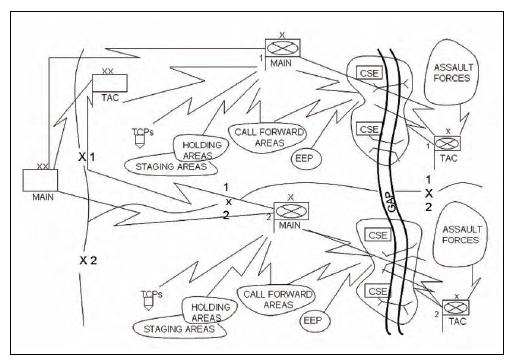 X
1
MAIN
XX
TAC
CSE
ASSAULT
FORCES
TCPs
HOLDING
AREAS
STAGING AREAS
CALL FORWARD
AREAS
EEP
CSE
X
1
TAC
X 1
XX
MAIN
1
X
2
X
2
MAIN
GAP
1
X
2
X 2
CSE
ASSAULT
FORCES
TCPs
HOLDING
AREAS
STAGING AREAS
CALL FORWARD
AREAS
EEP
CSE
X
2
TAC